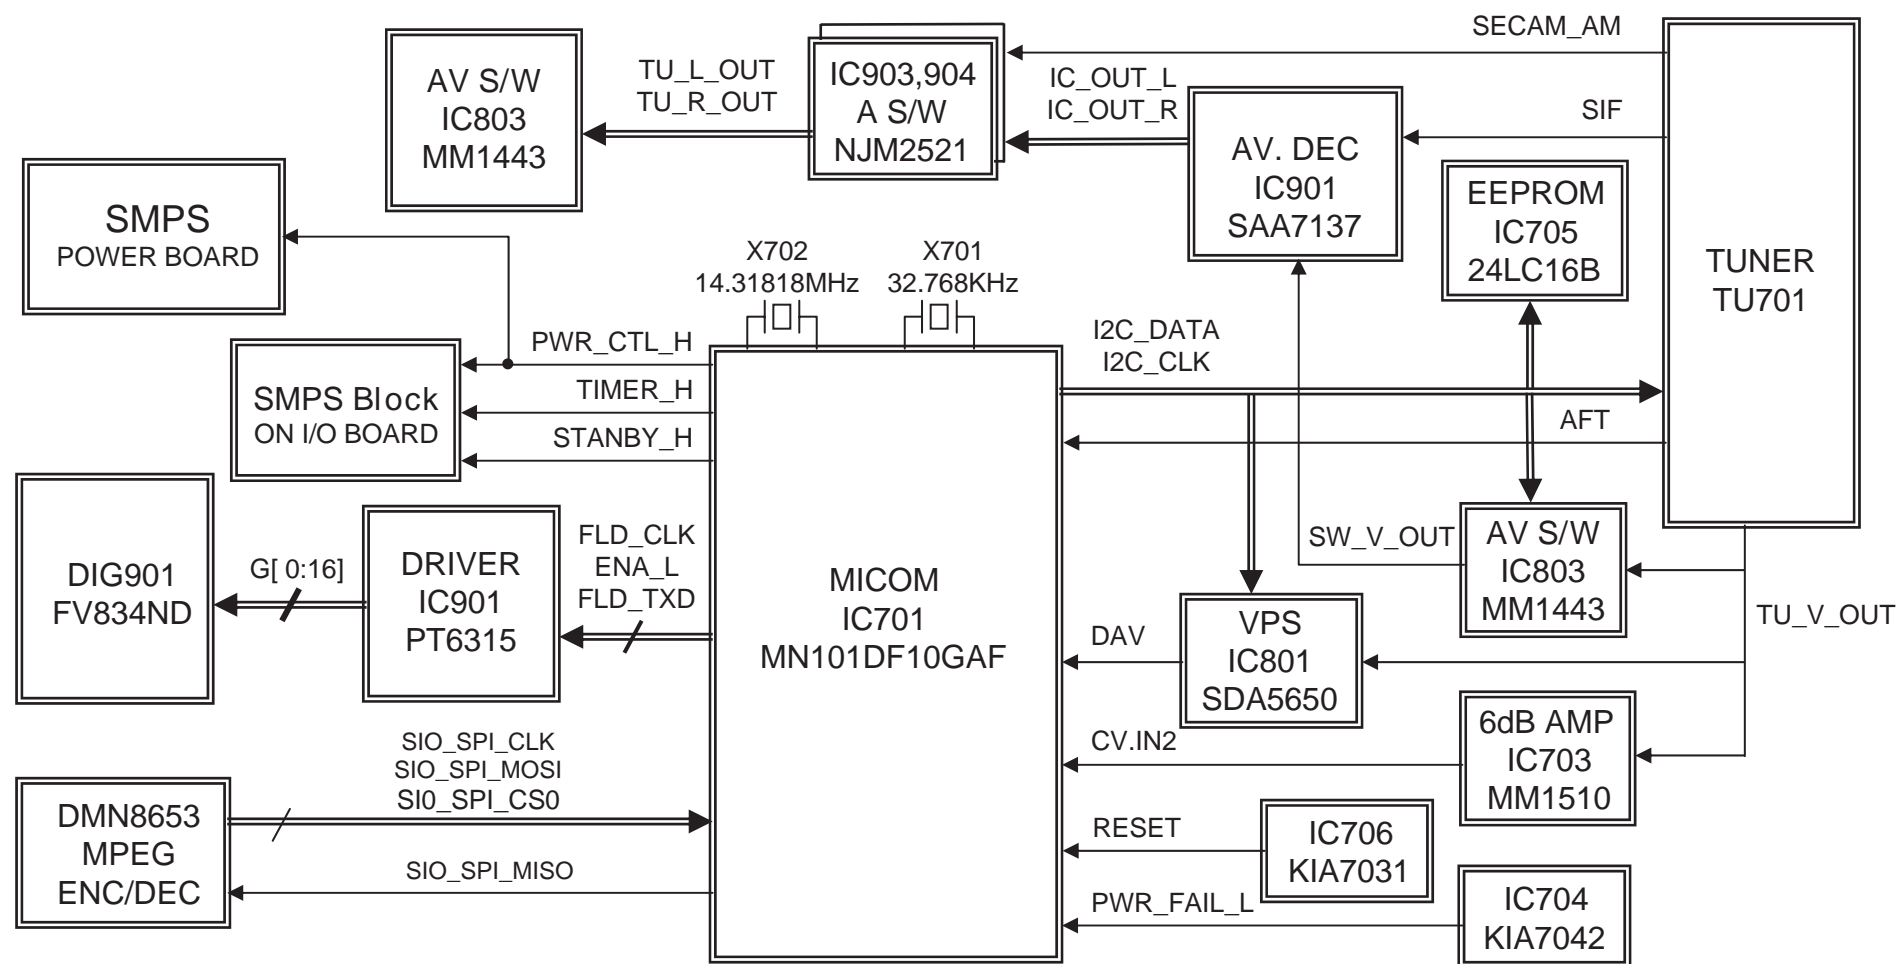 SECAM_AM
AV S/W
IC803
MM1443
TU_L_OUT
TU_R_OUT
IC903,904
A S/W
NJM2521
IC_OUT_L
IC_OUT_R
AV. DEC
IC901
SAA7137
SIF
EEPROM
IC705
24LC16B
TUNER
TU701
SMPS
POWER BOARD
X702
14.31818MHz
X701
32.768KHz
SMPS Block
ON I/O BOARD
PWR_CTL_H
TIMER_H
STANBY_H
I2C_DATA
I2C_CLK
AFT
DIG901
FV834ND
G[ 0:16]
DRIVER
IC901
PT6315
FLD_CLK
ENA_L
FLD_TXD
MICOM
IC701
MN101DF10GAF
SW_V_OUT
AV S/W
IC803
MM1443
TU_V_OUT
DAV
VPS
IC801
SDA5650
CV.IN2
6dB AMP
IC703
MM1510
DMN8653
MPEG
ENC/DEC
SIO_SPI_CLK
SIO_SPI_MOSI
SI0_SPI_CS0
SIO_SPI_MISO
RESET
IC706
KIA7031
PWR_FAIL_L
IC704
KIA7042